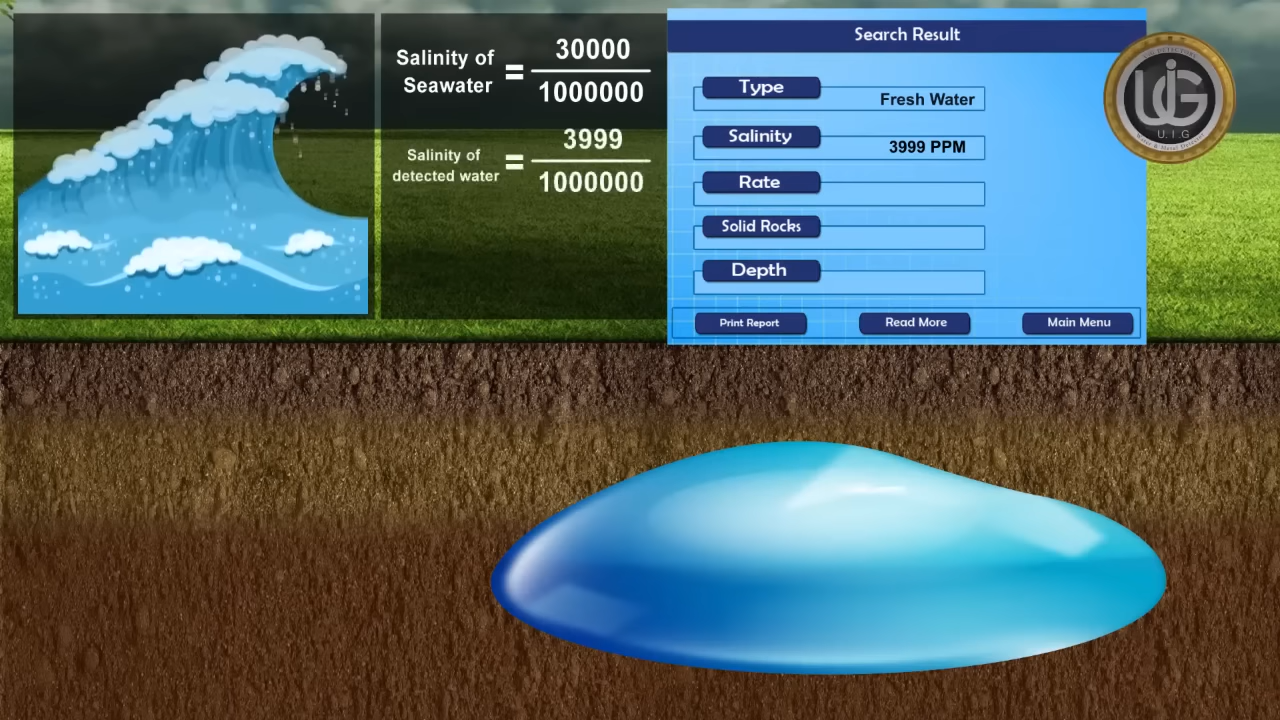 Salinity of
Seawater
=
30000
1000000
Salinity of
detected water
=
3999
1000000
Search Result
Type
Fresh Water
Salinity
3999 PPM
Rate
Solid Rocks
Depth
Print Report
Read More
Main Menu
UIG
U.I.G